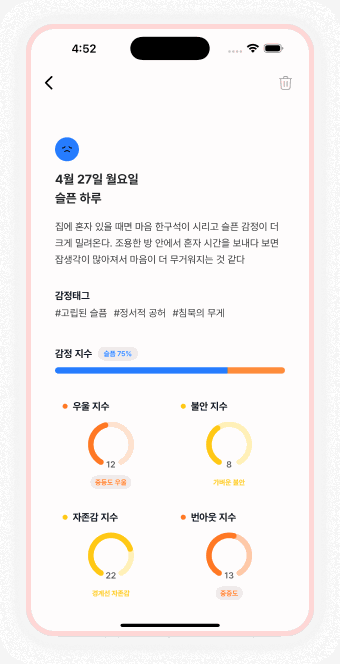 4:52
4월 27일 월요일
슬픈 하루
집에 혼자 있을 때면 마음 한구석이 시리고 슬픈 감정이 더
크게 밀려온다. 조용한 방 안에서 혼자 시간을 보내다 보면
잡생각이 많아져서 마음이 더 무거워지는 것 같다
감정태그
#고립된 슬픔 #정서적 공허 #침묵의 무게
감정 지수 슬픔 75%
우울 지수 불안 지수
12 8
중등도 우울 가벼운 불안
자존감 지수 번아웃 지수
22 13
경계선 자존감 중등도